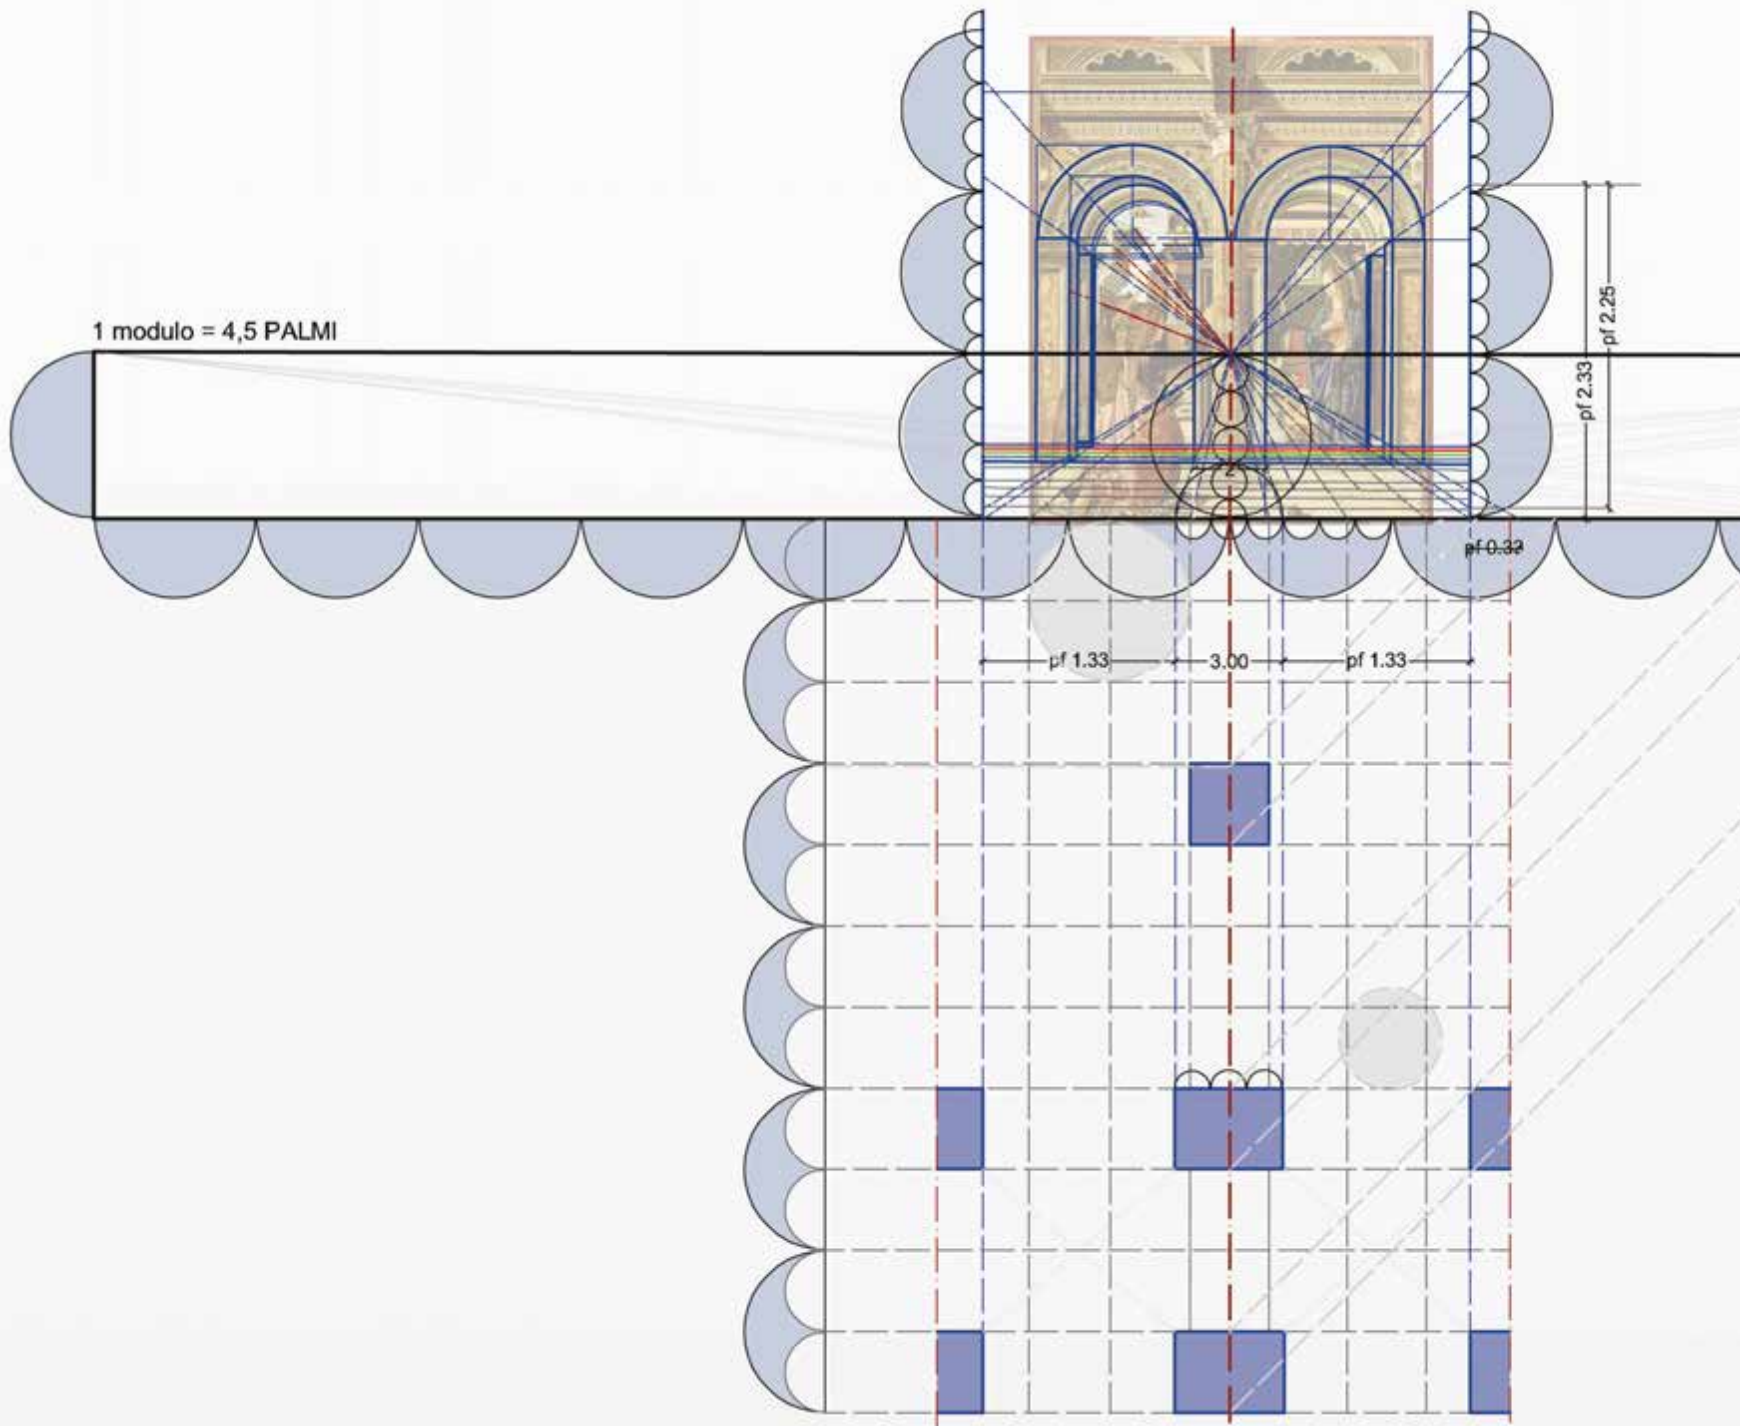 1 modulo = 4,5 PALMI
pf 2.25
pf 2.33
2
pf 0.32
pf 1.33
3.00
pf 1.33